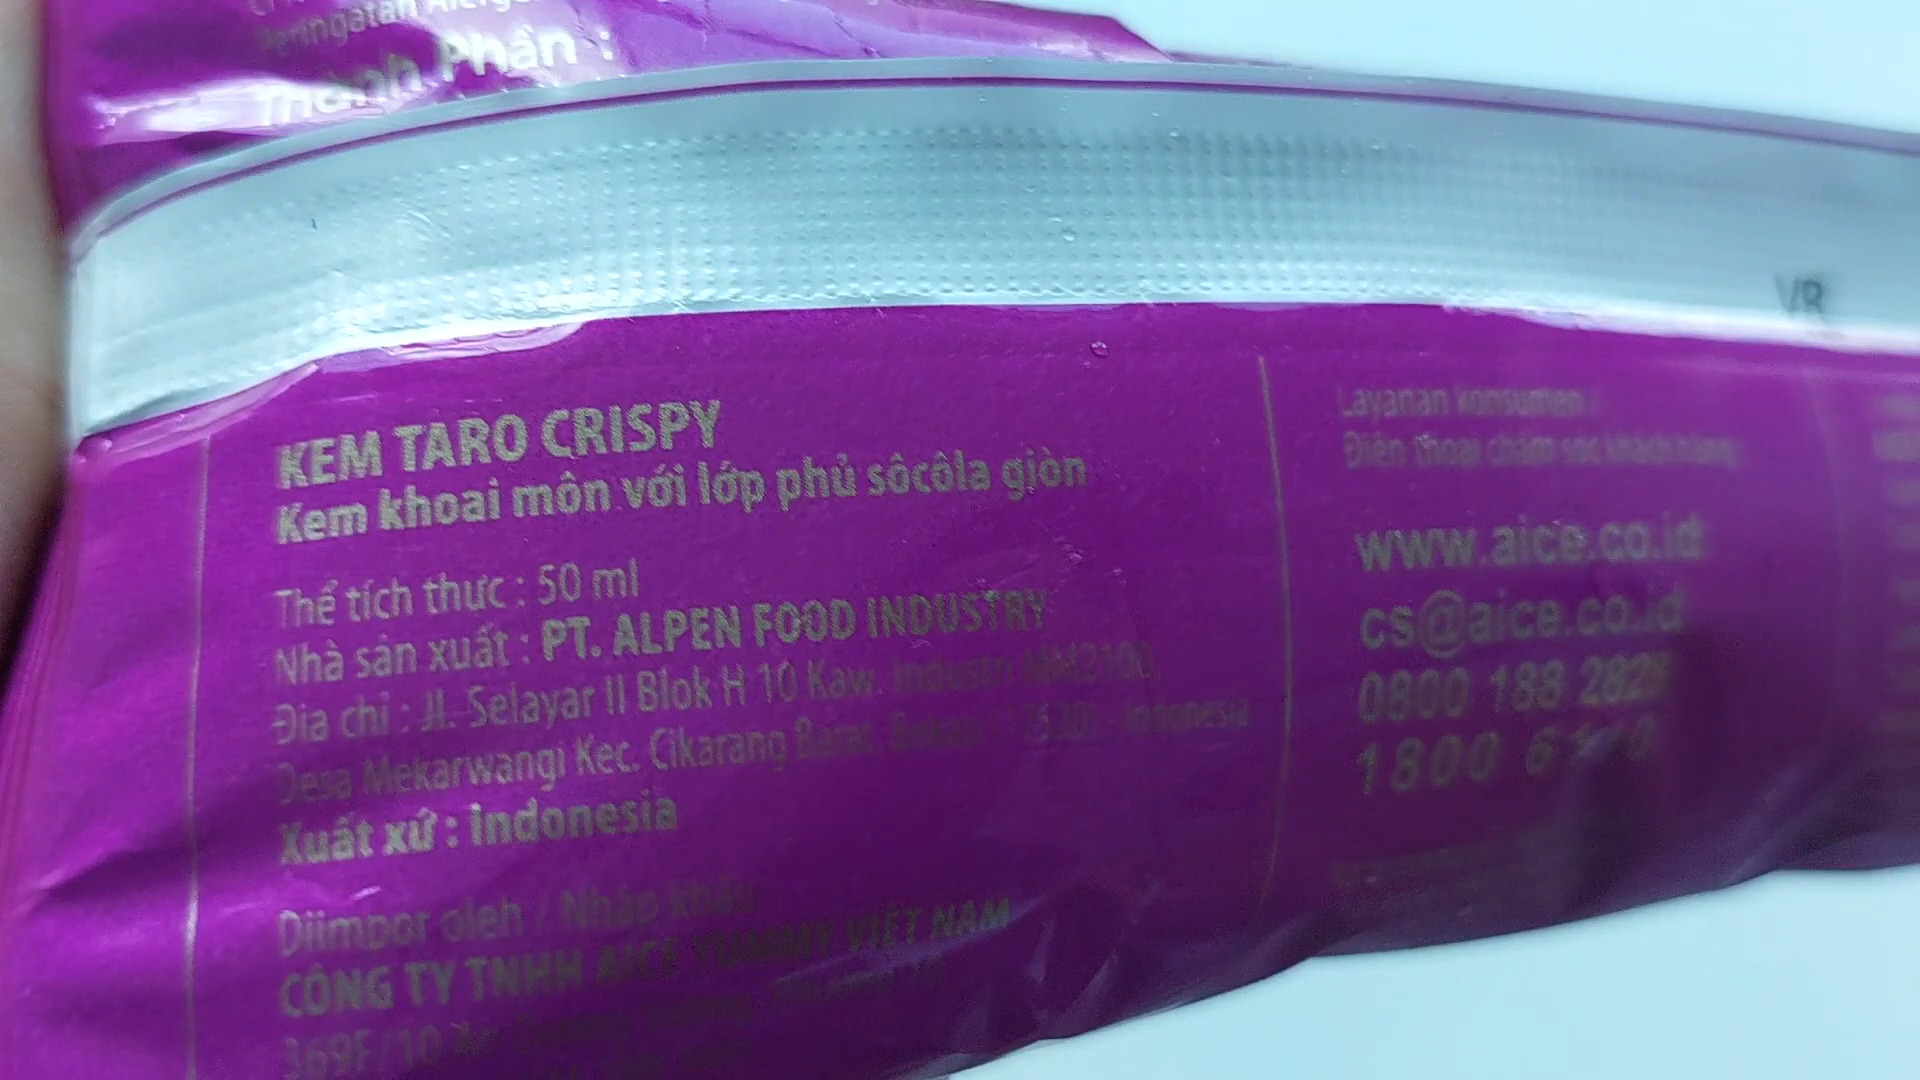 Thành Phần :
VR
KEM TARO CRISPY
Kem khoai môn với lớp phủ sôcôla giòn
Thể tích thực : 50 ml
Nhà sản xuất : PT. ALPEN FOOD INDUSTRY
Địa chỉ : Jl. Selayar II Blok H 10 Kaw. Industri MM2100,
Desa Mekarwangi Kec. Cikarang Barat, Indonesia
Xuất xứ : Indonesia
Diimpor oleh / Nhập khẩu
CÔNG TY TNHH AICE YUMMY VIỆT NAM
369F/10
Layanan konsumen :
Điện thoại chăm sóc khách hàng:
www.aice.co.id
cs@aice.co.id
0800 188 2828
1800